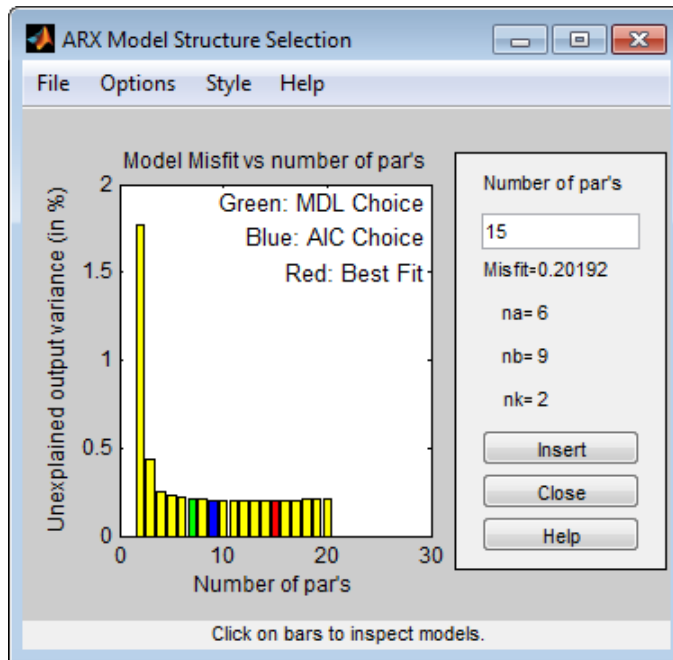 ARX Model Structure Selection
File Options Style Help
Model Misfit vs number of par's
Unexplained output variance (in %)
2
1.5
1
0.5
0
Green: MDL Choice
Blue: AIC Choice
Red: Best Fit
0 10 20 30
Number of par's
Number of par's
15
Misfit=0.20192
na= 6
nb= 9
nk= 2
Insert
Close
Help
Click on bars to inspect models.